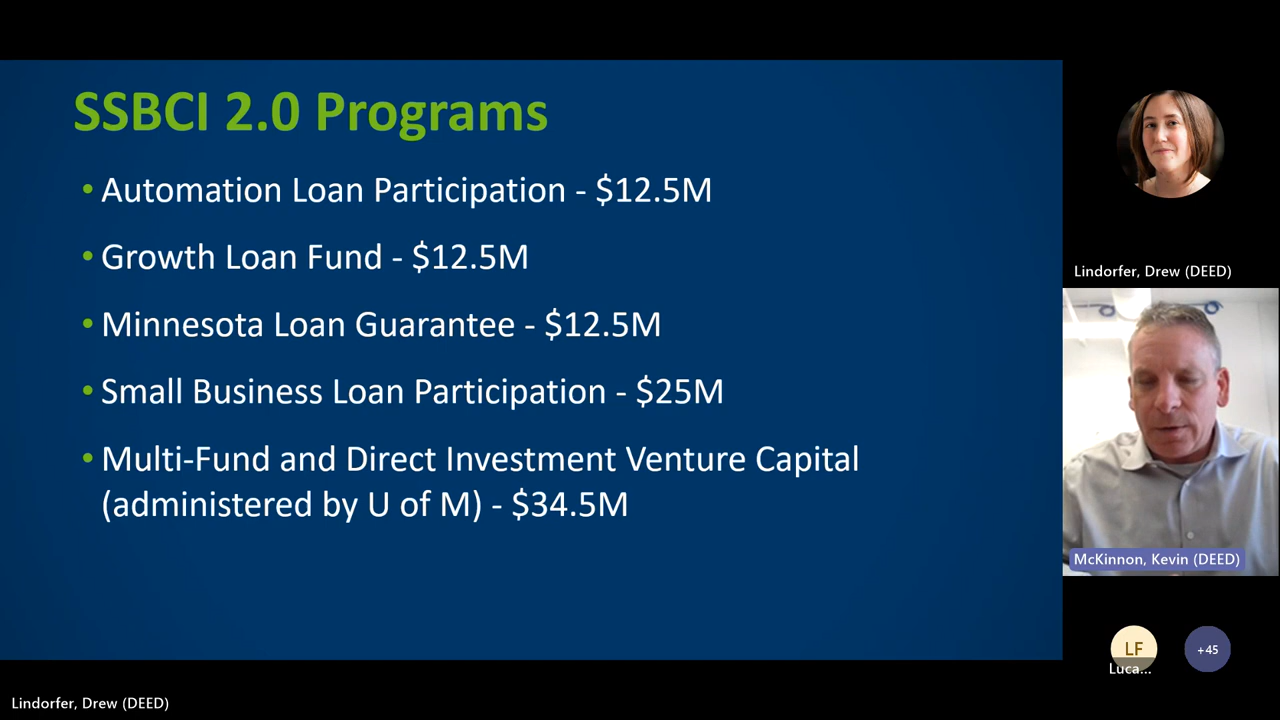 SSBCI 2.0 Programs
• Automation Loan Participation - $12.5M
• Growth Loan Fund - $12.5M
• Minnesota Loan Guarantee - $12.5M
• Small Business Loan Participation - $25M
• Multi-Fund and Direct Investment Venture Capital
(administered by U of M) - $34.5M
Lindorfer, Drew (DEED)
McKinnon, Kevin (DEED)
LF
+45
Luca...
Lindorfer, Drew (DEED)